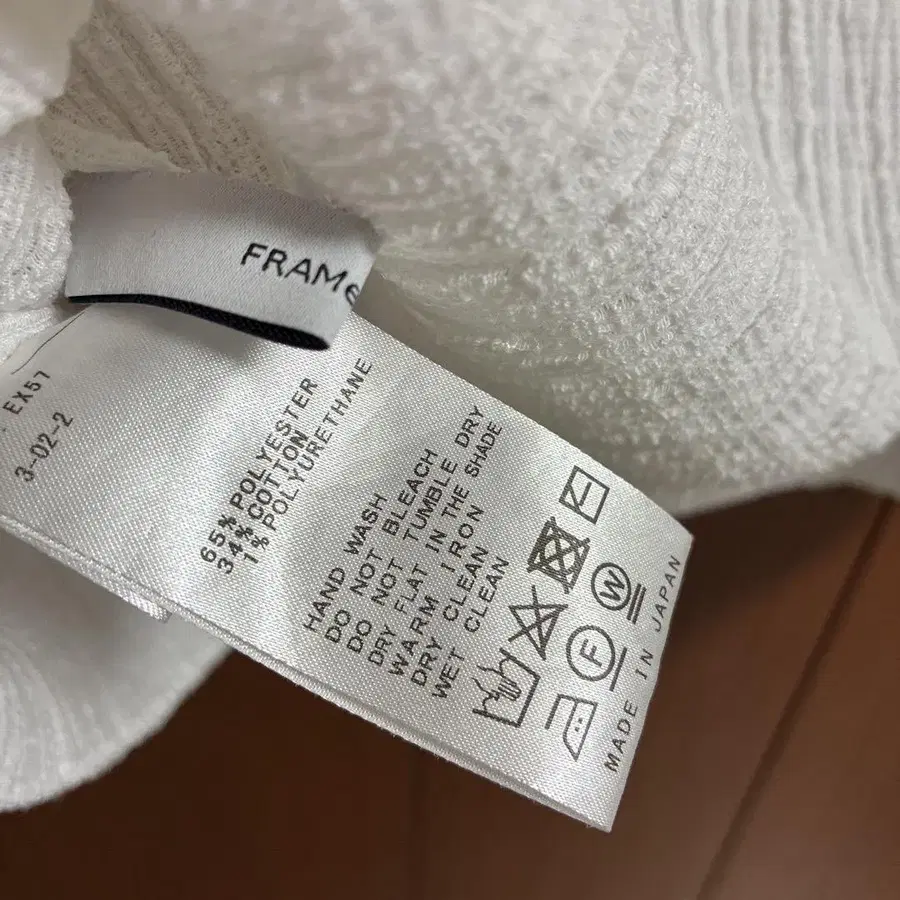 FRAM
EX57
3-02-2
65% POLYESTER
34% COTTON
1% POLYURETHANE
HAND WASH
DO NOT BLEACH
DO NOT TUMBLE DRY
DRY FLAT IN THE SHADE
WARM IRON
DRY CLEAN
WET CLEAN
W
F
MADE IN JAPAN